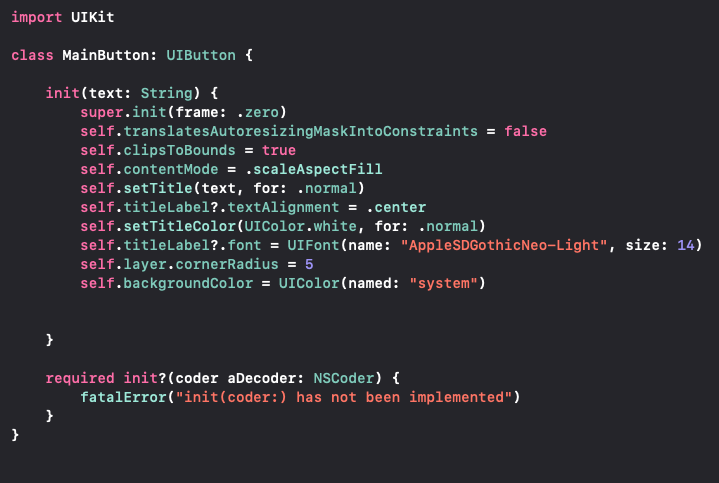 import UIKit
class MainButton: UIButton {
init(text: String) {
super.init(frame: .zero)
self.translatesAutoresizingMaskIntoConstraints = false
self.clipsToBounds = true
self.contentMode = .scaleAspectFill
self.setTitle(text, for: .normal)
self.titleLabel?.textAlignment = .center
self.setTitleColor(UIColor.white, for: .normal)
self.titleLabel?.font = UIFont(name: "AppleSDGothicNeo-Light", size: 14)
self.layer.cornerRadius = 5
self.backgroundColor = UIColor(named: "system")
}
required init?(coder aDecoder: NSCoder) {
fatalError("init(coder:) has not been implemented")
}
}